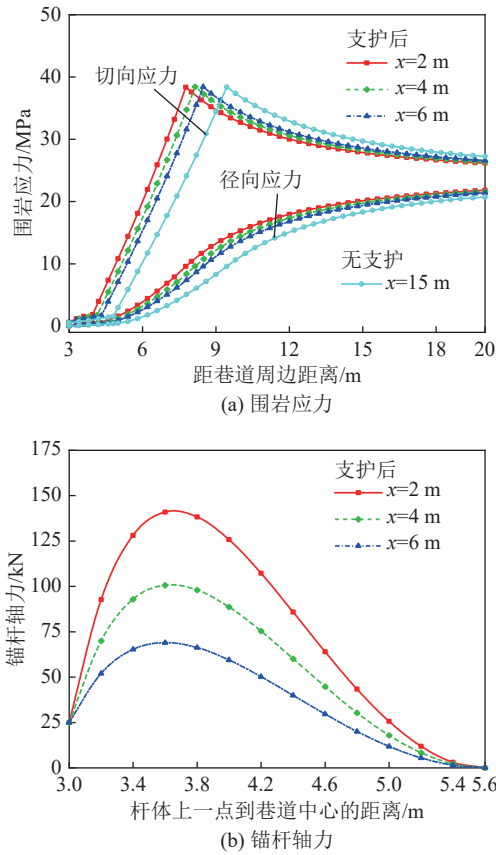 50
40
30
20
10
0
围岩应力/MPa
切向应力
径向应力
支护后
x=2 m
x=4 m
x=6 m
无支护
x=15 m
3 6 9 12 15 18 20
距巷道周边距离/m
(a) 围岩应力
175
150
125
100
75
50
25
0
锚杆轴力/kN
支护后
x=2 m
x=4 m
x=6 m
3.0 3.4 3.8 4.2 4.6 5.0 5.4 5.6
杆体上一点到巷道中心的距离/m
(b) 锚杆轴力